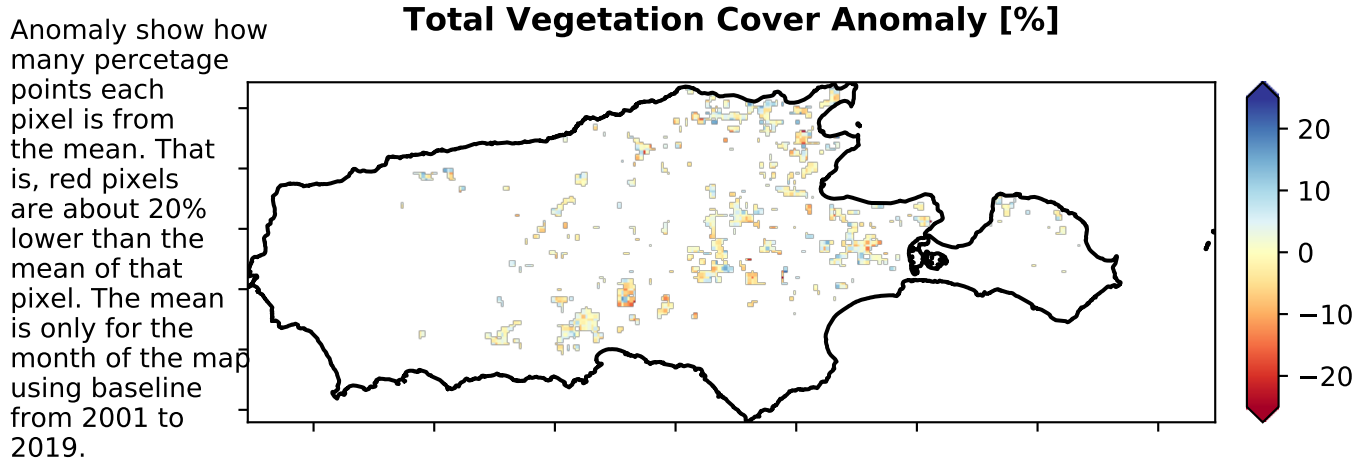 Total Vegetation Cover Anomaly [%]
Anomaly show how
many percetage
points each
pixel is from
the mean. That
is, red pixels
are about 20%
lower than the
mean of that
pixel. The mean
is only for the
month of the map
using baseline
from 2001 to
2019.
20
10
0
−10
−20